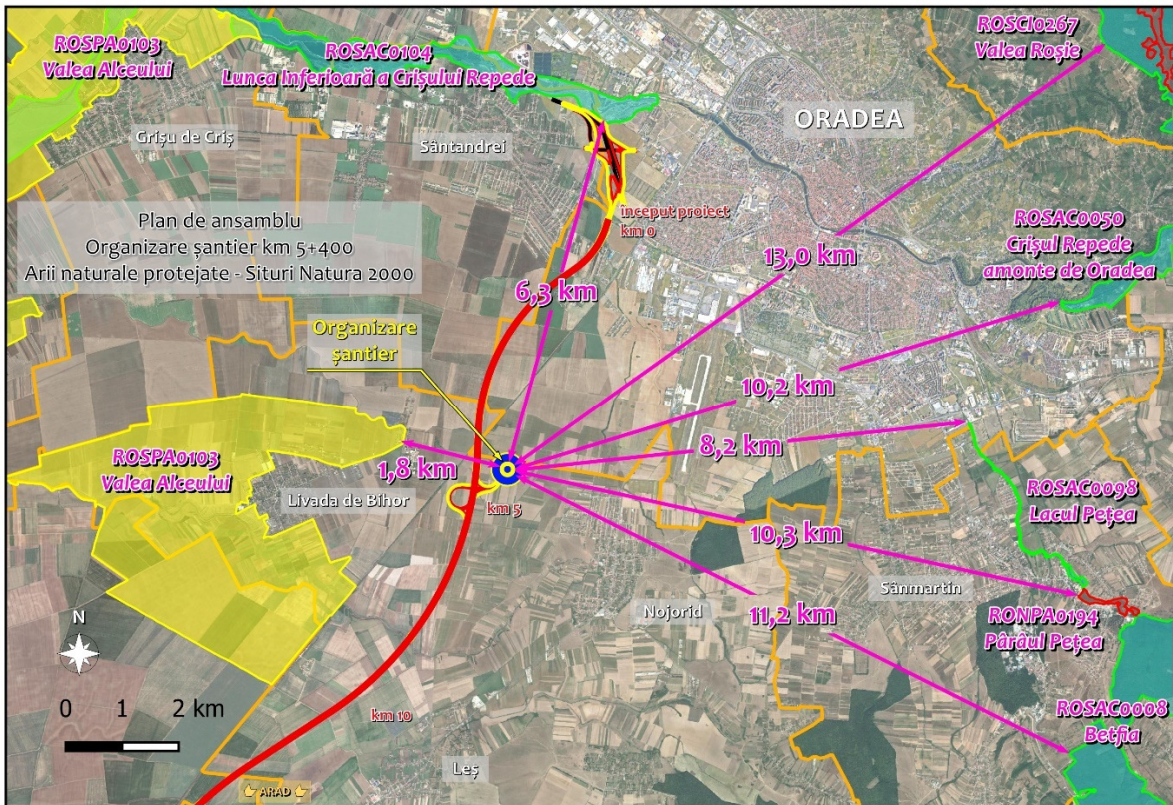 ROSPA0103
Valea Alceului
ROSAC0104
Lunca Inferioară a Crișului Repede
ROSCI0267
Valea Roșie
Grișu de Criș
Sântandrei
ORADEA
Plan de ansamblu
Organizare șantier km 5+400
Arii naturale protejate - Situri Natura 2000
început proiect
km 0
ROSAC0050
Crișul Repede
amonte de Oradea
13,0 km
6,3 km
Organizare
șantier
10,2 km
8,2 km
ROSPA0103
Valea Alceului
1,8 km
Livada de Bihor
km 5
ROSAC0098
Lacul Pețea
10,3 km
Sânmartin
Nojorid
RONPA0194
Pârâul Pețea
11,2 km
N
0 1 2 km
km 10
ROSAC0008
Betfia
Leș
ARAD